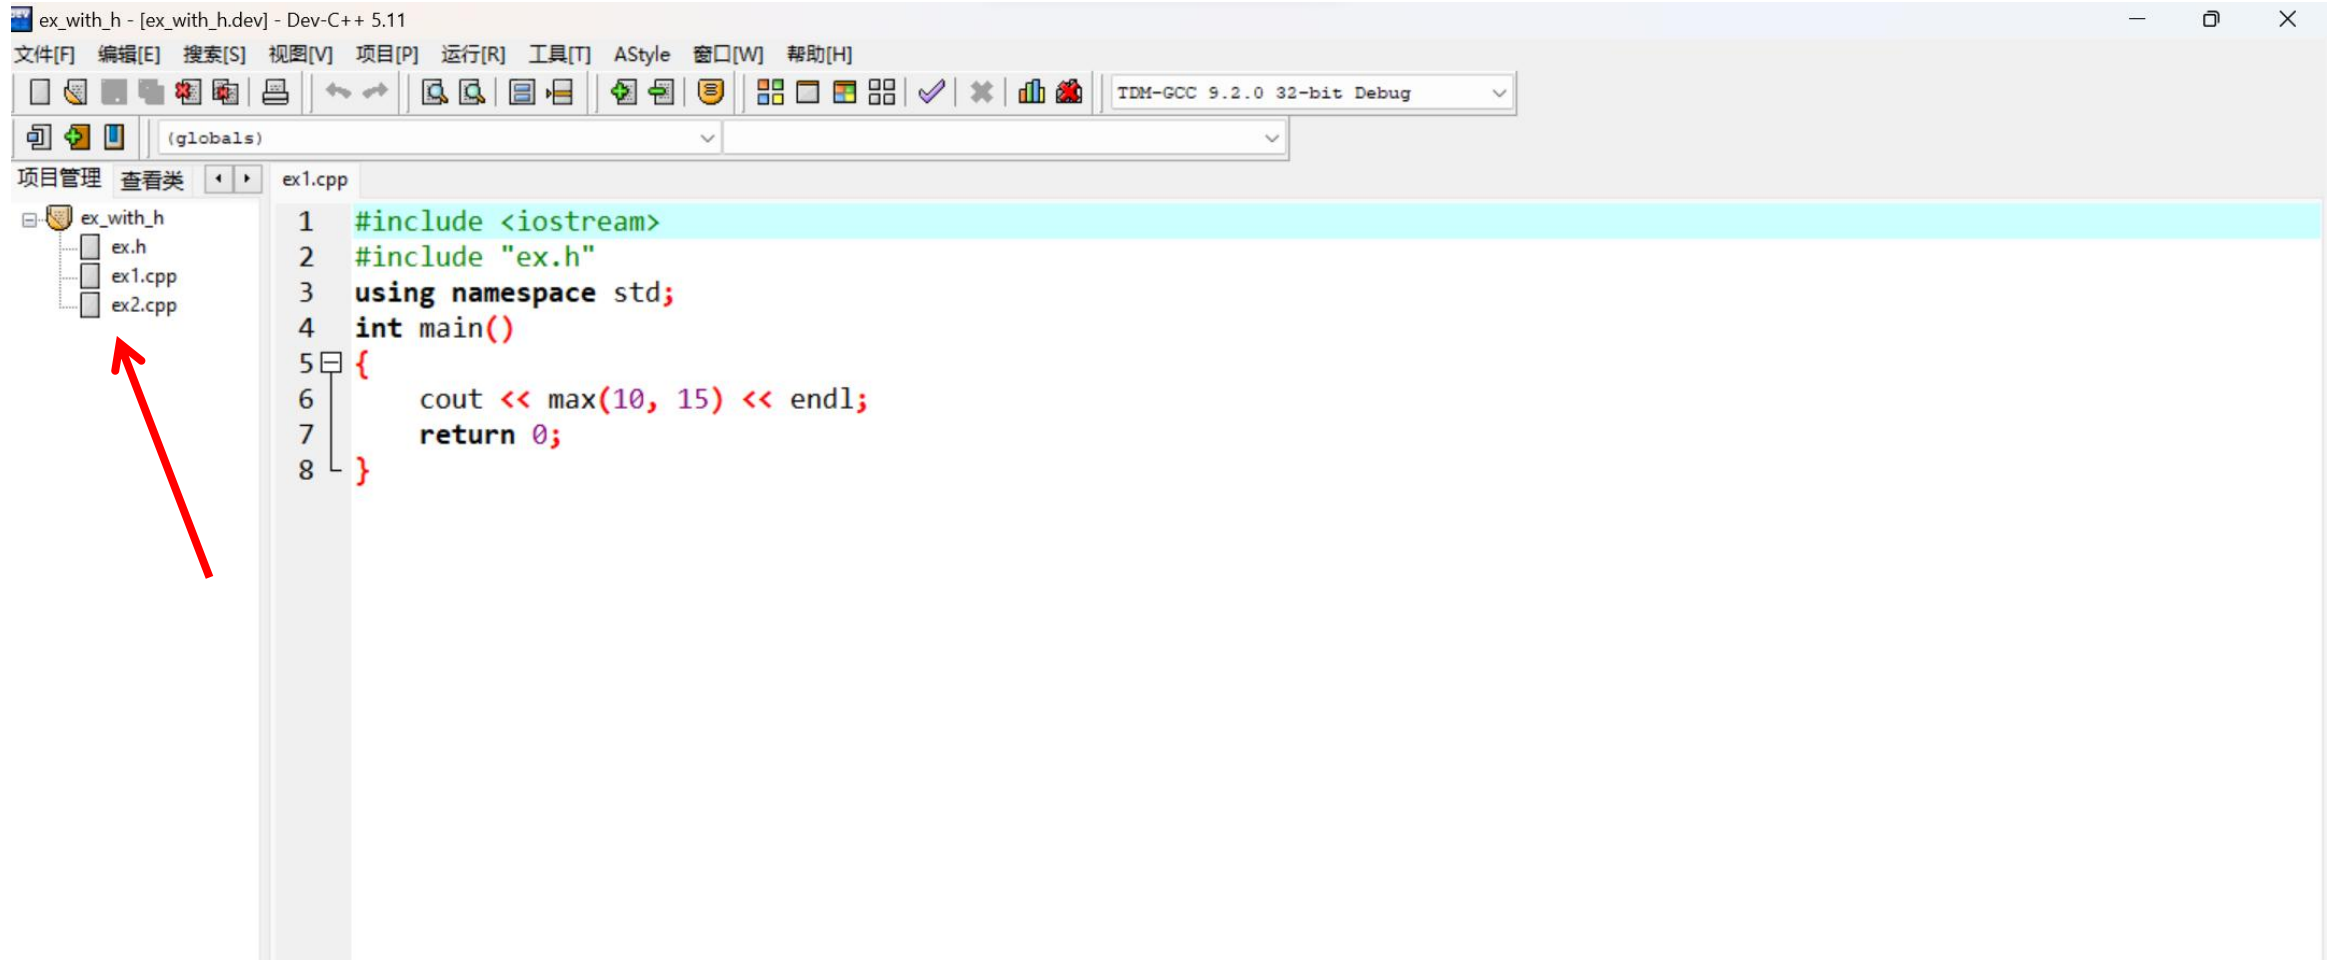 ex_with_h - [ex_with_h.dev] - Dev-C++ 5.11
文件[F] 编辑[E] 搜索[S] 视图[V] 项目[P] 运行[R] 工具[T] AStyle 窗口[W] 帮助[H]
TDM-GCC 9.2.0 32-bit Debug
(globals)
项目管理 查看类 ex1.cpp
ex_with_h
ex.h
ex1.cpp
ex2.cpp
1 #include <iostream>
2 #include "ex.h"
3 using namespace std;
4 int main()
5 {
6 cout << max(10, 15) << endl;
7 return 0;
8 }